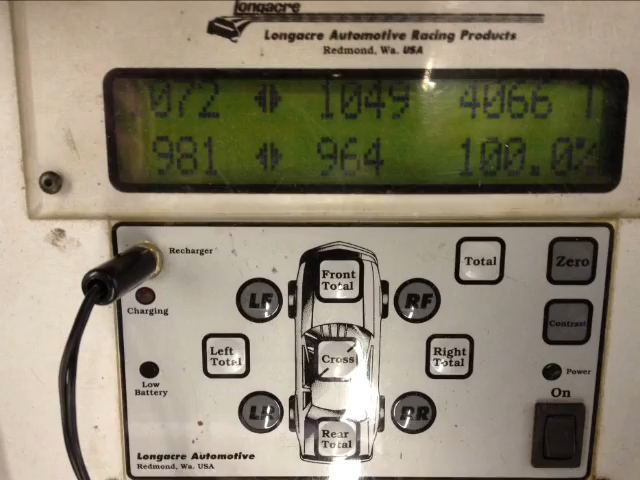 Longacre
Longacre Automotive Racing Products
Redmond, Wa. USA
1072 1049 4066 T
981 964 100.0%
Recharger
Charging
Low
Battery
LF
Front
Total
RF
Total
Zero
Contrast
Left
Total
Cross
Right
Total
Power
On
LR
Rear
Total
RR
Longacre Automotive
Redmond, Wa. USA